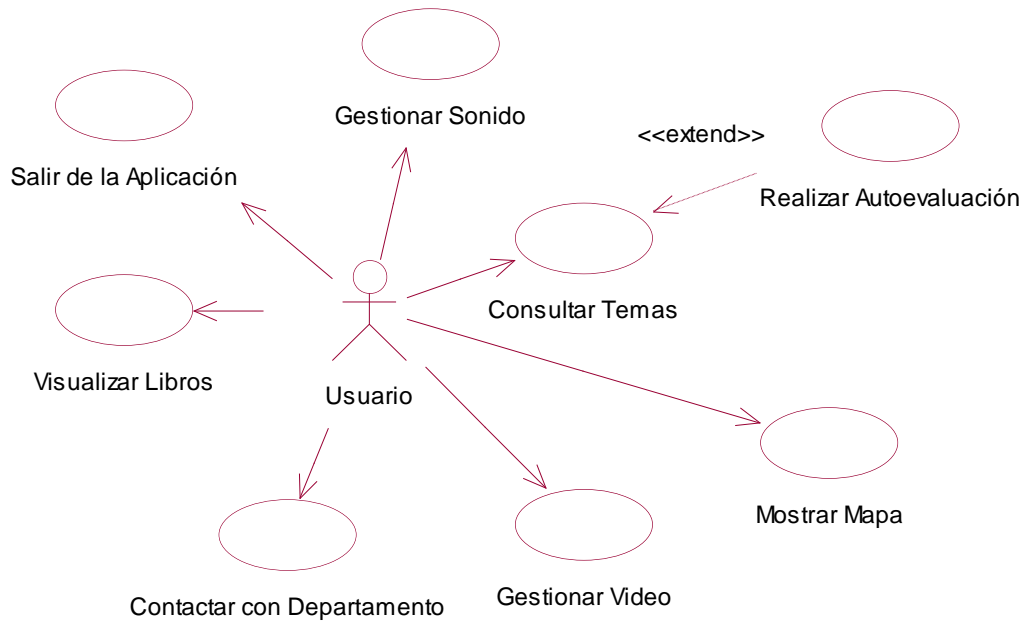 Gestionar Sonido
<<extend>>
Salir de la Aplicación
Realizar Autoevaluación
Consultar Temas
Visualizar Libros
Usuario
Mostrar Mapa
Gestionar Video
Contactar con Departamento